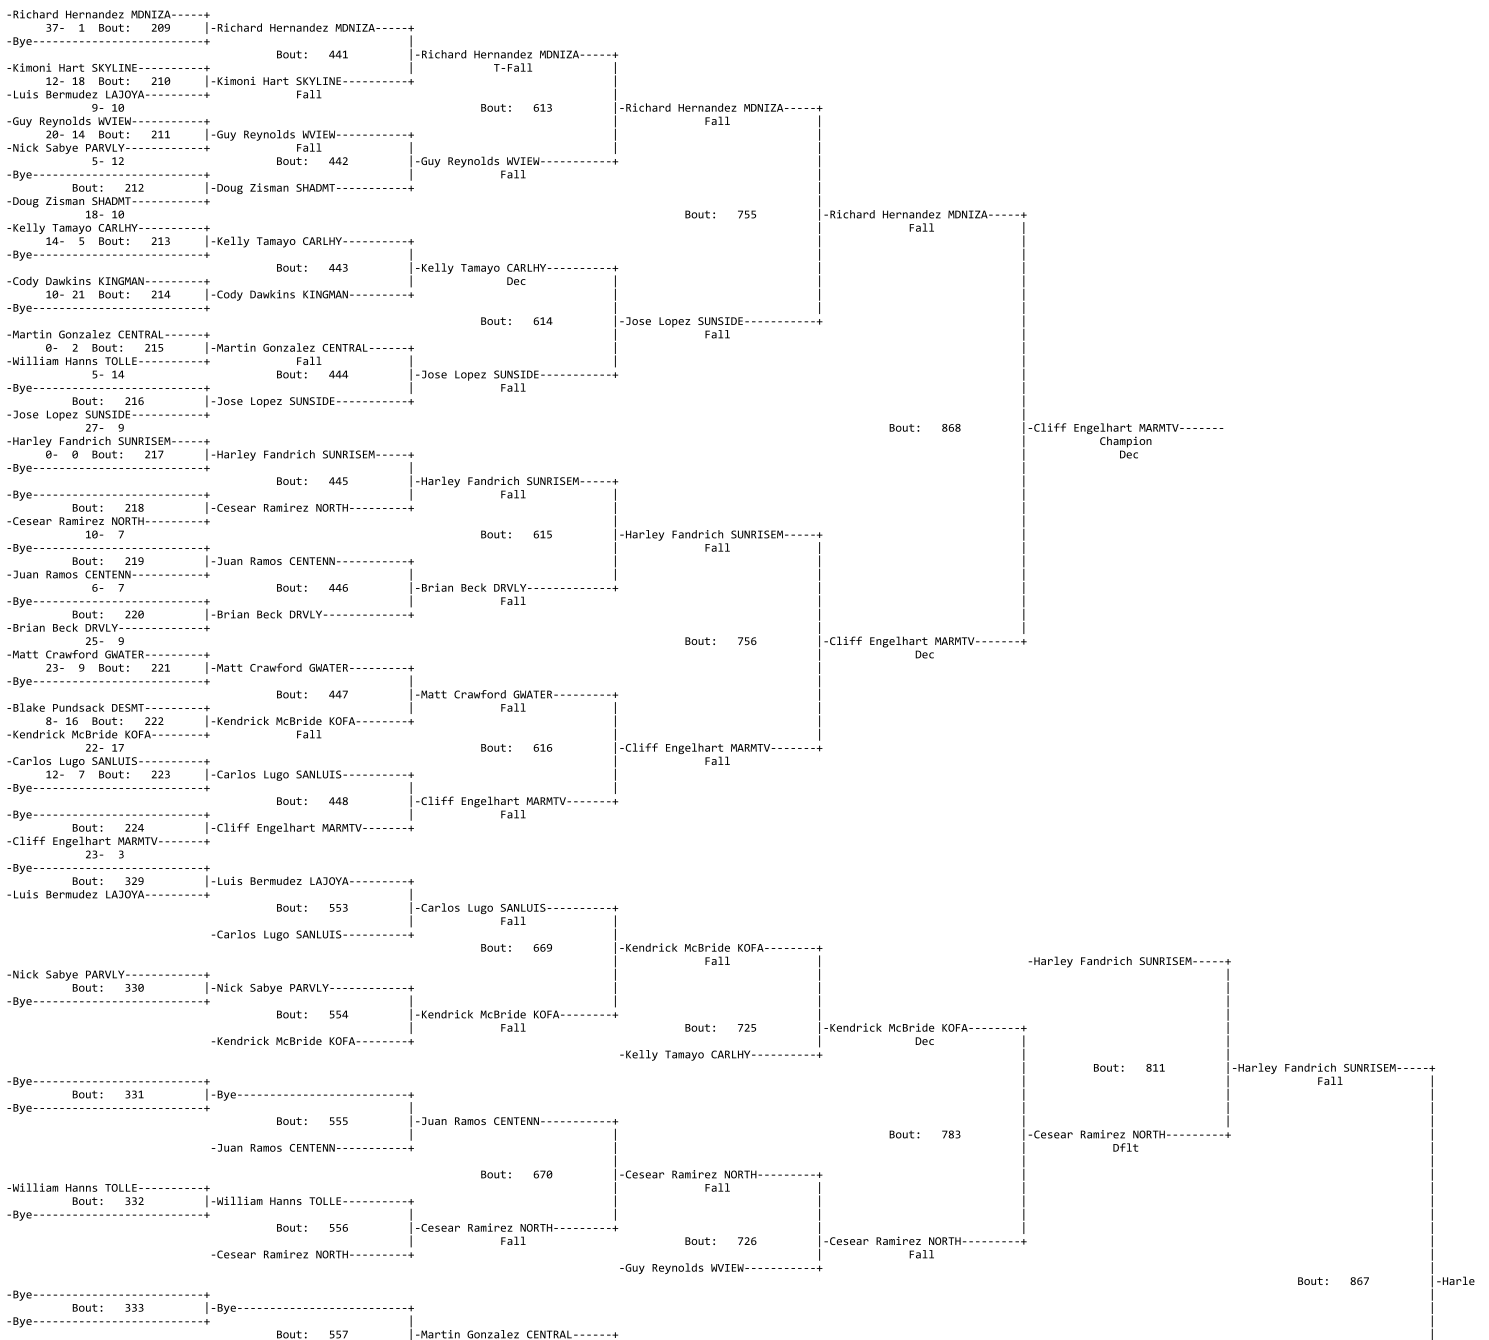 -Richard Hernandez MDNIZA-----+
37- 1 Bout: 209 |-Richard Hernandez MDNIZA-----+
-Bye--------------------------+ |
Bout: 441 |-Richard Hernandez MDNIZA-----+
-Kimoni Hart SKYLINE----------+ | T-Fall |
12- 18 Bout: 210 |-Kimoni Hart SKYLINE----------+ |
-Luis Bermudez LAJOYA---------+ Fall |
9- 10 Bout: 613 |-Richard Hernandez MDNIZA-----+
-Guy Reynolds WVIEW-----------+ | Fall |
20- 14 Bout: 211 |-Guy Reynolds WVIEW-----------+ | |
-Nick Sabye PARVLY------------+ Fall | | |
5- 12 Bout: 442 |-Guy Reynolds WVIEW-----------+ |
-Bye--------------------------+ | Fall |
Bout: 212 |-Doug Zisman SHADMT-----------+ |
-Doug Zisman SHADMT-----------+ |
18- 10 Bout: 755 |-Richard Hernandez MDNIZA-----+
-Kelly Tamayo CARLHY----------+ | Fall |
14- 5 Bout: 213 |-Kelly Tamayo CARLHY----------+ | |
-Bye--------------------------+ | | |
Bout: 443 |-Kelly Tamayo CARLHY----------+ | |
-Cody Dawkins KINGMAN---------+ | Dec | | |
10- 21 Bout: 214 |-Cody Dawkins KINGMAN---------+ | | |
-Bye--------------------------+ | | |
Bout: 614 |-Jose Lopez SUNSIDE-----------+ |
-Martin Gonzalez CENTRAL------+ | Fall |
0- 2 Bout: 215 |-Martin Gonzalez CENTRAL------+ | |
-William Hanns TOLLE----------+ Fall | | |
5- 14 Bout: 444 |-Jose Lopez SUNSIDE-----------+ |
-Bye--------------------------+ | Fall |
Bout: 216 |-Jose Lopez SUNSIDE-----------+ |
-Jose Lopez SUNSIDE-----------+ |
27- 9 Bout: 868 |-Cliff Engelhart MARMTV-------
-Harley Fandrich SUNRISEM-----+ | Champion
0- 0 Bout: 217 |-Harley Fandrich SUNRISEM-----+ | Dec
-Bye--------------------------+ | |
Bout: 445 |-Harley Fandrich SUNRISEM-----+ |
-Bye--------------------------+ | Fall | |
Bout: 218 |-Cesear Ramirez NORTH---------+ | |
-Cesear Ramirez NORTH---------+ | |
10- 7 Bout: 615 |-Harley Fandrich SUNRISEM-----+ |
-Bye--------------------------+ | Fall | |
Bout: 219 |-Juan Ramos CENTENN-----------+ | | |
-Juan Ramos CENTENN-----------+ | | | |
6- 7 Bout: 446 |-Brian Beck DRVLY-------------+ | |
-Bye--------------------------+ | Fall | |
Bout: 220 |-Brian Beck DRVLY-------------+ | |
-Brian Beck DRVLY-------------+ | |
25- 9 Bout: 756 |-Cliff Engelhart MARMTV-------+
-Matt Crawford GWATER---------+ | Dec
23- 9 Bout: 221 |-Matt Crawford GWATER---------+ |
-Bye--------------------------+ | |
Bout: 447 |-Matt Crawford GWATER---------+ |
-Blake Pundsack DESMT---------+ | Fall | |
8- 16 Bout: 222 |-Kendrick McBride KOFA--------+ | |
-Kendrick McBride KOFA--------+ Fall | |
22- 17 Bout: 616 |-Cliff Engelhart MARMTV-------+
-Carlos Lugo SANLUIS----------+ | Fall
12- 7 Bout: 223 |-Carlos Lugo SANLUIS----------+ |
-Bye--------------------------+ | |
Bout: 448 |-Cliff Engelhart MARMTV-------+
-Bye--------------------------+ | Fall
Bout: 224 |-Cliff Engelhart MARMTV-------+
-Cliff Engelhart MARMTV-------+
23- 3
-Bye--------------------------+
Bout: 329 |-Luis Bermudez LAJOYA---------+
-Luis Bermudez LAJOYA---------+ |
Bout: 553 |-Carlos Lugo SANLUIS----------+
| Fall |
-Carlos Lugo SANLUIS----------+ |
Bout: 669 |-Kendrick McBride KOFA--------+
| Fall | -Harley Fandrich SUNRISEM-----+
-Nick Sabye PARVLY------------+ | | |
Bout: 330 |-Nick Sabye PARVLY------------+ | | |
-Bye--------------------------+ | | | |
Bout: 554 |-Kendrick McBride KOFA--------+ | |
| Fall Bout: 725 |-Kendrick McBride KOFA--------+ |
-Kendrick McBride KOFA--------+ | Dec | |
-Kelly Tamayo CARLHY----------+ | |
Bout: 811 |-Harley Fandrich SUNRISEM-----+
-Bye--------------------------+ | | Fall |
Bout: 331 |-Bye--------------------------+ | | |
-Bye--------------------------+ | | | |
Bout: 555 |-Juan Ramos CENTENN-----------+ | | |
| | Bout: 783 |-Cesear Ramirez NORTH---------+ |
-Juan Ramos CENTENN-----------+ | | Dflt |
Bout: 670 |-Cesear Ramirez NORTH---------+ | |
-William Hanns TOLLE----------+ | Fall | | |
Bout: 332 |-William Hanns TOLLE----------+ | | | |
-Bye--------------------------+ | | | | |
Bout: 556 |-Cesear Ramirez NORTH---------+ | | |
| Fall Bout: 726 |-Cesear Ramirez NORTH---------+ |
-Cesear Ramirez NORTH---------+ | Fall |
-Guy Reynolds WVIEW-----------+ |
Bout: 867 |-Harle
-Bye--------------------------+ |
Bout: 333 |-Bye--------------------------+ |
-Bye--------------------------+ | |
Bout: 557 |-Martin Gonzalez CENTRAL------+ |